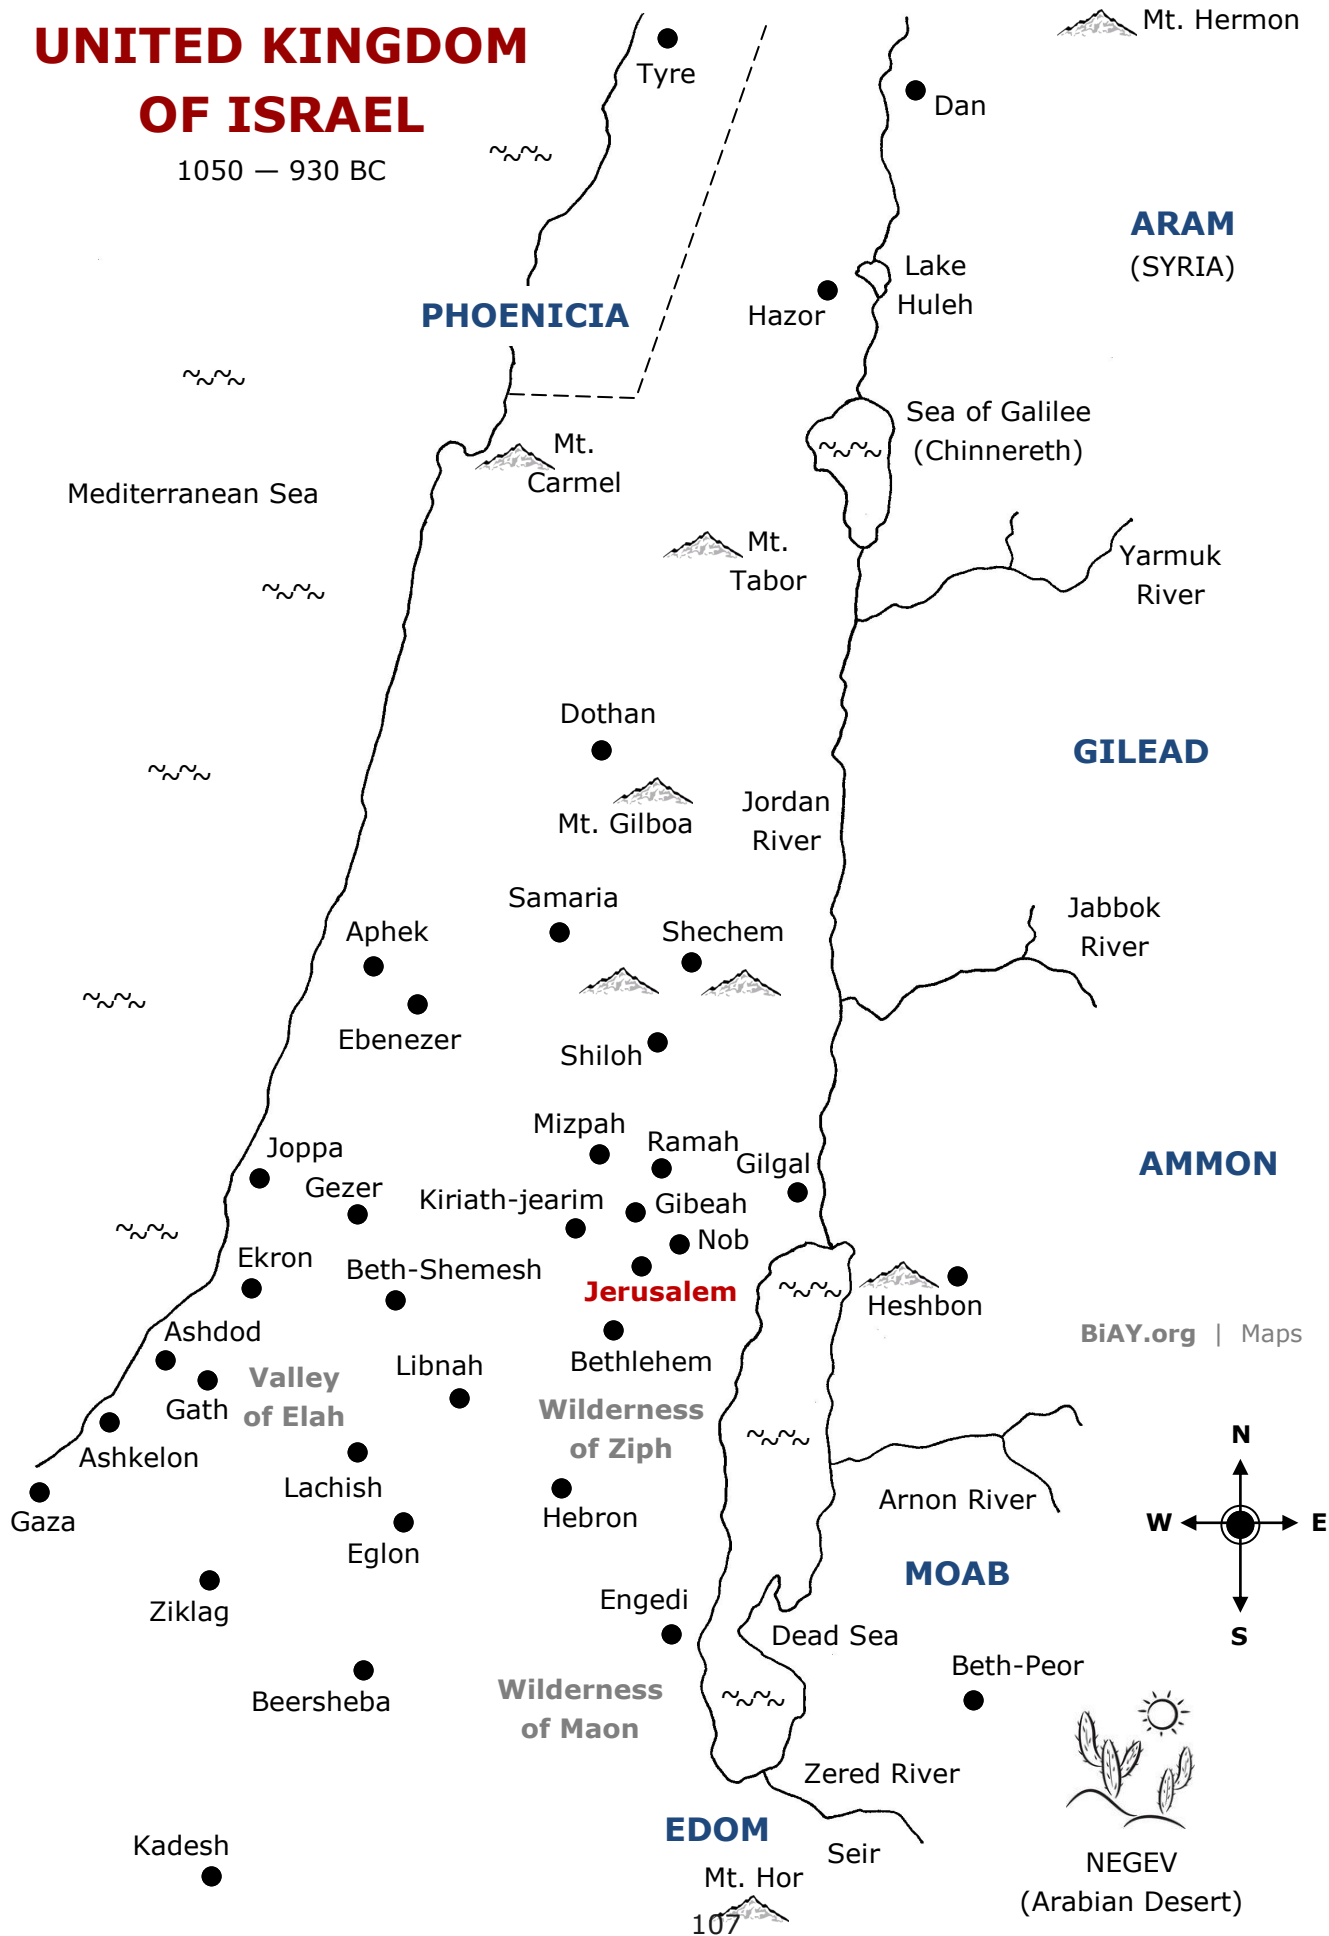 UNITED KINGDOM
OF ISRAEL
1050 — 930 BC
Mt. Hermon
Tyre
Dan
ARAM
(SYRIA)
Lake
Huleh
Hazor
PHOENICIA
Sea of Galilee
(Chinnereth)
Mt.
Carmel
Mediterranean Sea
Mt.
Tabor
Yarmuk
River
Dothan
GILEAD
Mt. Gilboa
Jordan
River
Samaria
Aphek
Shechem
Jabbok
River
Ebenezer
Shiloh
Mizpah
Ramah
Joppa
Gilgal
AMMON
Gezer
Kiriath-jearim
Gibeah
Nob
Ekron
Beth-Shemesh
Jerusalem
Heshbon
Ashdod
BiAY.org | Maps
Libnah
Bethlehem
Valley
of Elah
Gath
Wilderness
of Ziph
Ashkelon
N
Lachish
Arnon River
Gaza
Hebron
W
E
Eglon
MOAB
Ziklag
Engedi
Dead Sea
S
Beth-Peor
Beersheba
Wilderness
of Maon
Zered River
EDOM
Kadesh
Seir
NEGEV
(Arabian Desert)
Mt. Hor
107